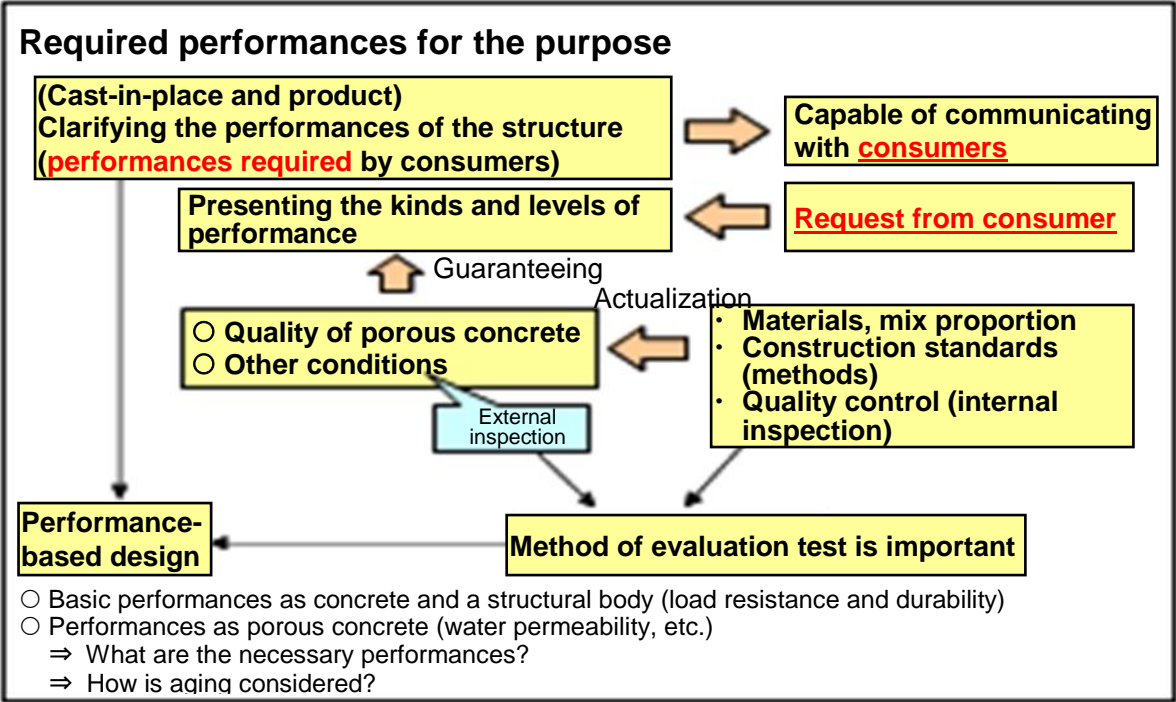 Required performances for the purpose
(Cast-in-place and product)
Clarifying the performances of the structure
(performances required by consumers)
Capable of communicating
with consumers
Presenting the kinds and levels of
performance
Request from consumer
Guaranteeing
Actualization
○ Quality of porous concrete
○ Other conditions
・ Materials, mix proportion
・ Construction standards
(methods)
・ Quality control (internal
inspection)
External
inspection
Performance-
based design
Method of evaluation test is important
○ Basic performances as concrete and a structural body (load resistance and durability)
○ Performances as porous concrete (water permeability, etc.)
⇒ What are the necessary performances?
⇒ How is aging considered?